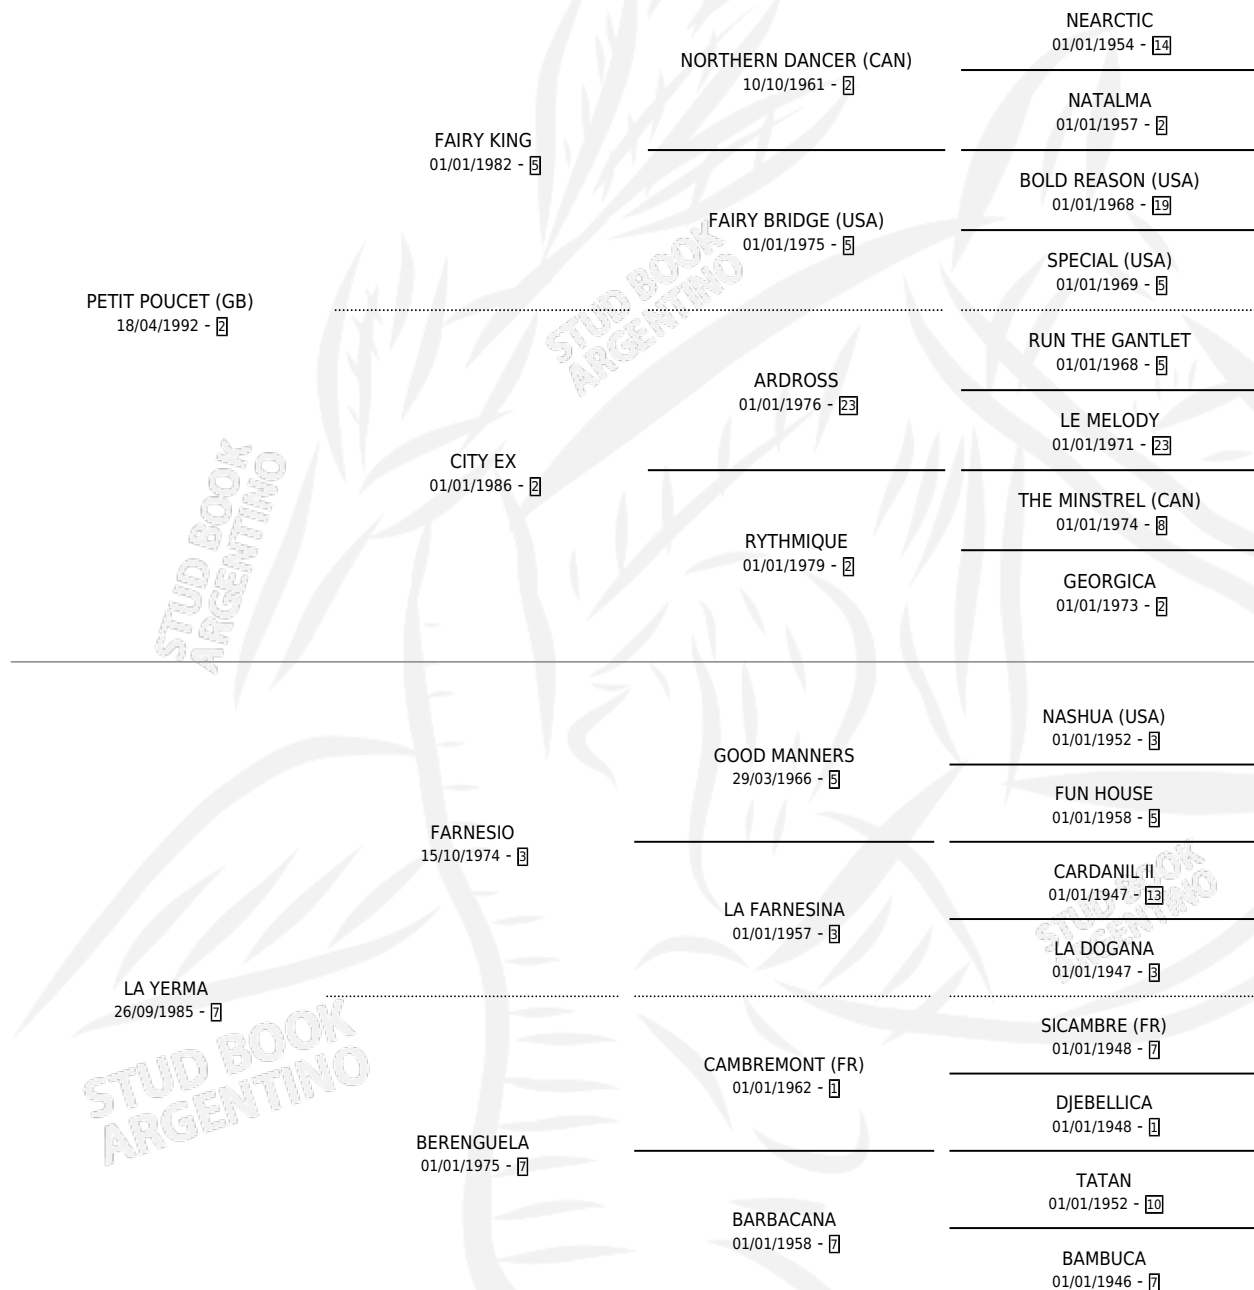 NEARCTIC
01/01/1954 - 14
NORTHERN DANCER (CAN)
10/10/1961 - 2
NATALMA
01/01/1957 - 2
FAIRY KING
01/01/1982 - 5
BOLD REASON (USA)
01/01/1968 - 19
FAIRY BRIDGE (USA)
01/01/1975 - 5
SPECIAL (USA)
01/01/1969 - 5
PETIT POUCET (GB)
18/04/1992 - 2
STUD BOOK
ARGENTINO
RUN THE GANTLET
01/01/1968 - 5
ARDROSS
01/01/1976 - 23
LE MELODY
01/01/1971 - 23
CITY EX
01/01/1986 - 2
THE MINSTREL (CAN)
01/01/1974 - 8
RYTHMIQUE
01/01/1979 - 2
GEORGICA
01/01/1973 - 2
STUD BOOK
ARGENTINO
NASHUA (USA)
01/01/1952 - 3
GOOD MANNERS
29/03/1966 - 5
FUN HOUSE
01/01/1958 - 5
FARNESIO
15/10/1974 - 3
CARDANIL II
01/01/1947 - 13
LA FARNESINA
01/01/1957 - 3
STUD BOOK
ARGENTINO
LA DOGANA
01/01/1947 - 3
LA YERMA
26/09/1985 - 7
SICAMBRE (FR)
01/01/1948 - 7
CAMBREMONT (FR)
01/01/1962 - 1
STUD BOOK
ARGENTINO
DJEBELLICA
01/01/1948 - 1
BERENGUELA
01/01/1975 - 7
TATAN
01/01/1952 - 10
BARBACANA
01/01/1958 - 7
BAMBUCA
01/01/1946 - 7